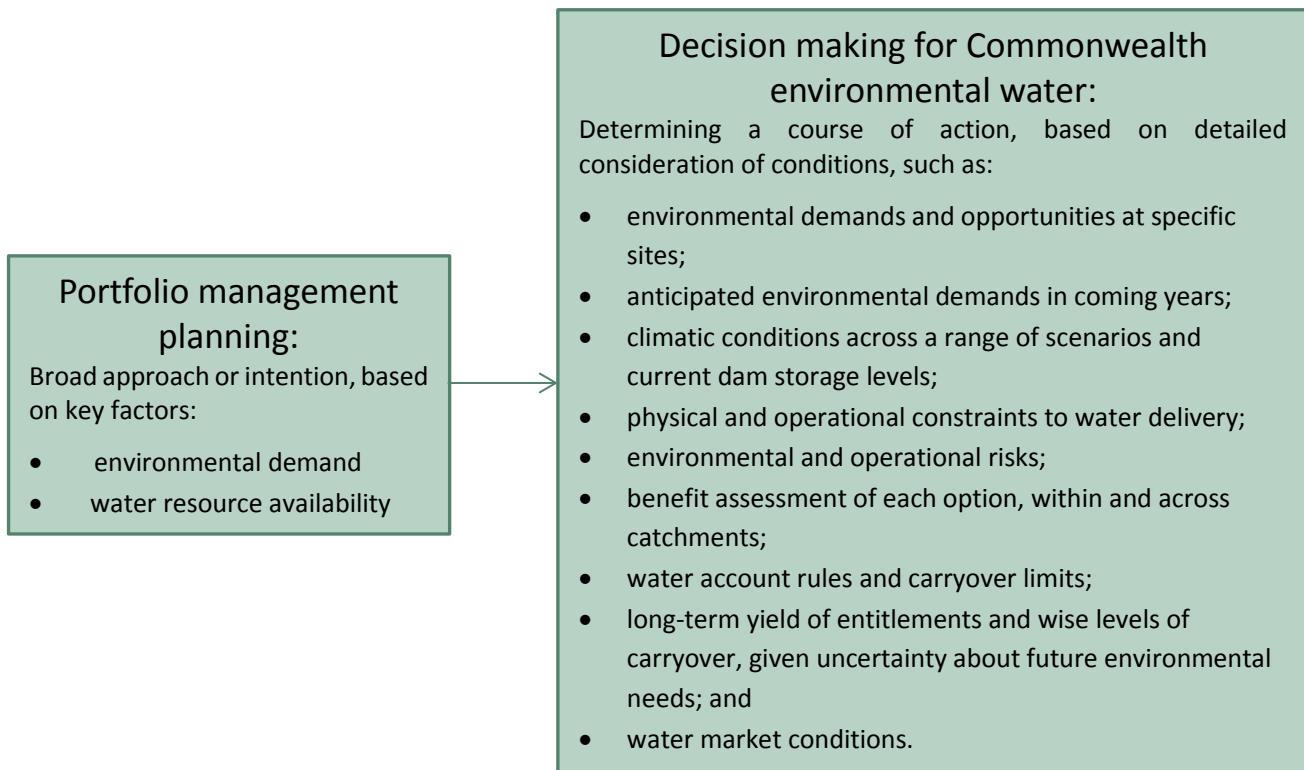 Portfolio management
planning:
Broad approach or intention, based
on key factors:
• environmental demand
• water resource availability
Decision making for Commonwealth
environmental water:
Determining a course of action, based on detailed
consideration of conditions, such as:
• environmental demands and opportunities at specific
sites;
• anticipated environmental demands in coming years;
• climatic conditions across a range of scenarios and
current dam storage levels;
• physical and operational constraints to water delivery;
• environmental and operational risks;
• benefit assessment of each option, within and across
catchments;
• water account rules and carryover limits;
• long-term yield of entitlements and wise levels of
carryover, given uncertainty about future environmental
needs; and
• water market conditions.